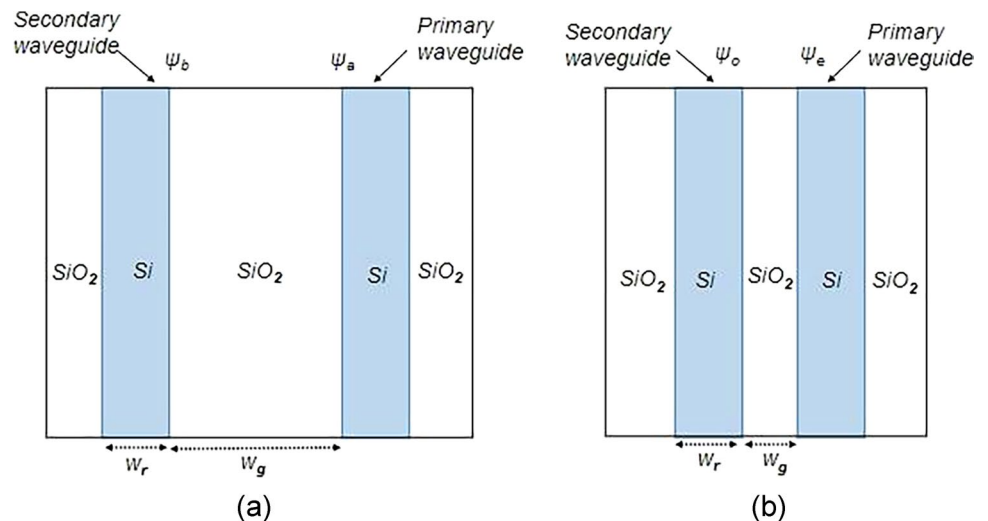 Secondary
waveguide
ψb
ψa
Primary
waveguide
SiO2
Si
SiO2
Si
SiO2
wr
wg
(a)
Secondary
waveguide
ψo
ψe
Primary
waveguide
SiO2
Si
SiO2
Si
SiO2
wr
wg
(b)